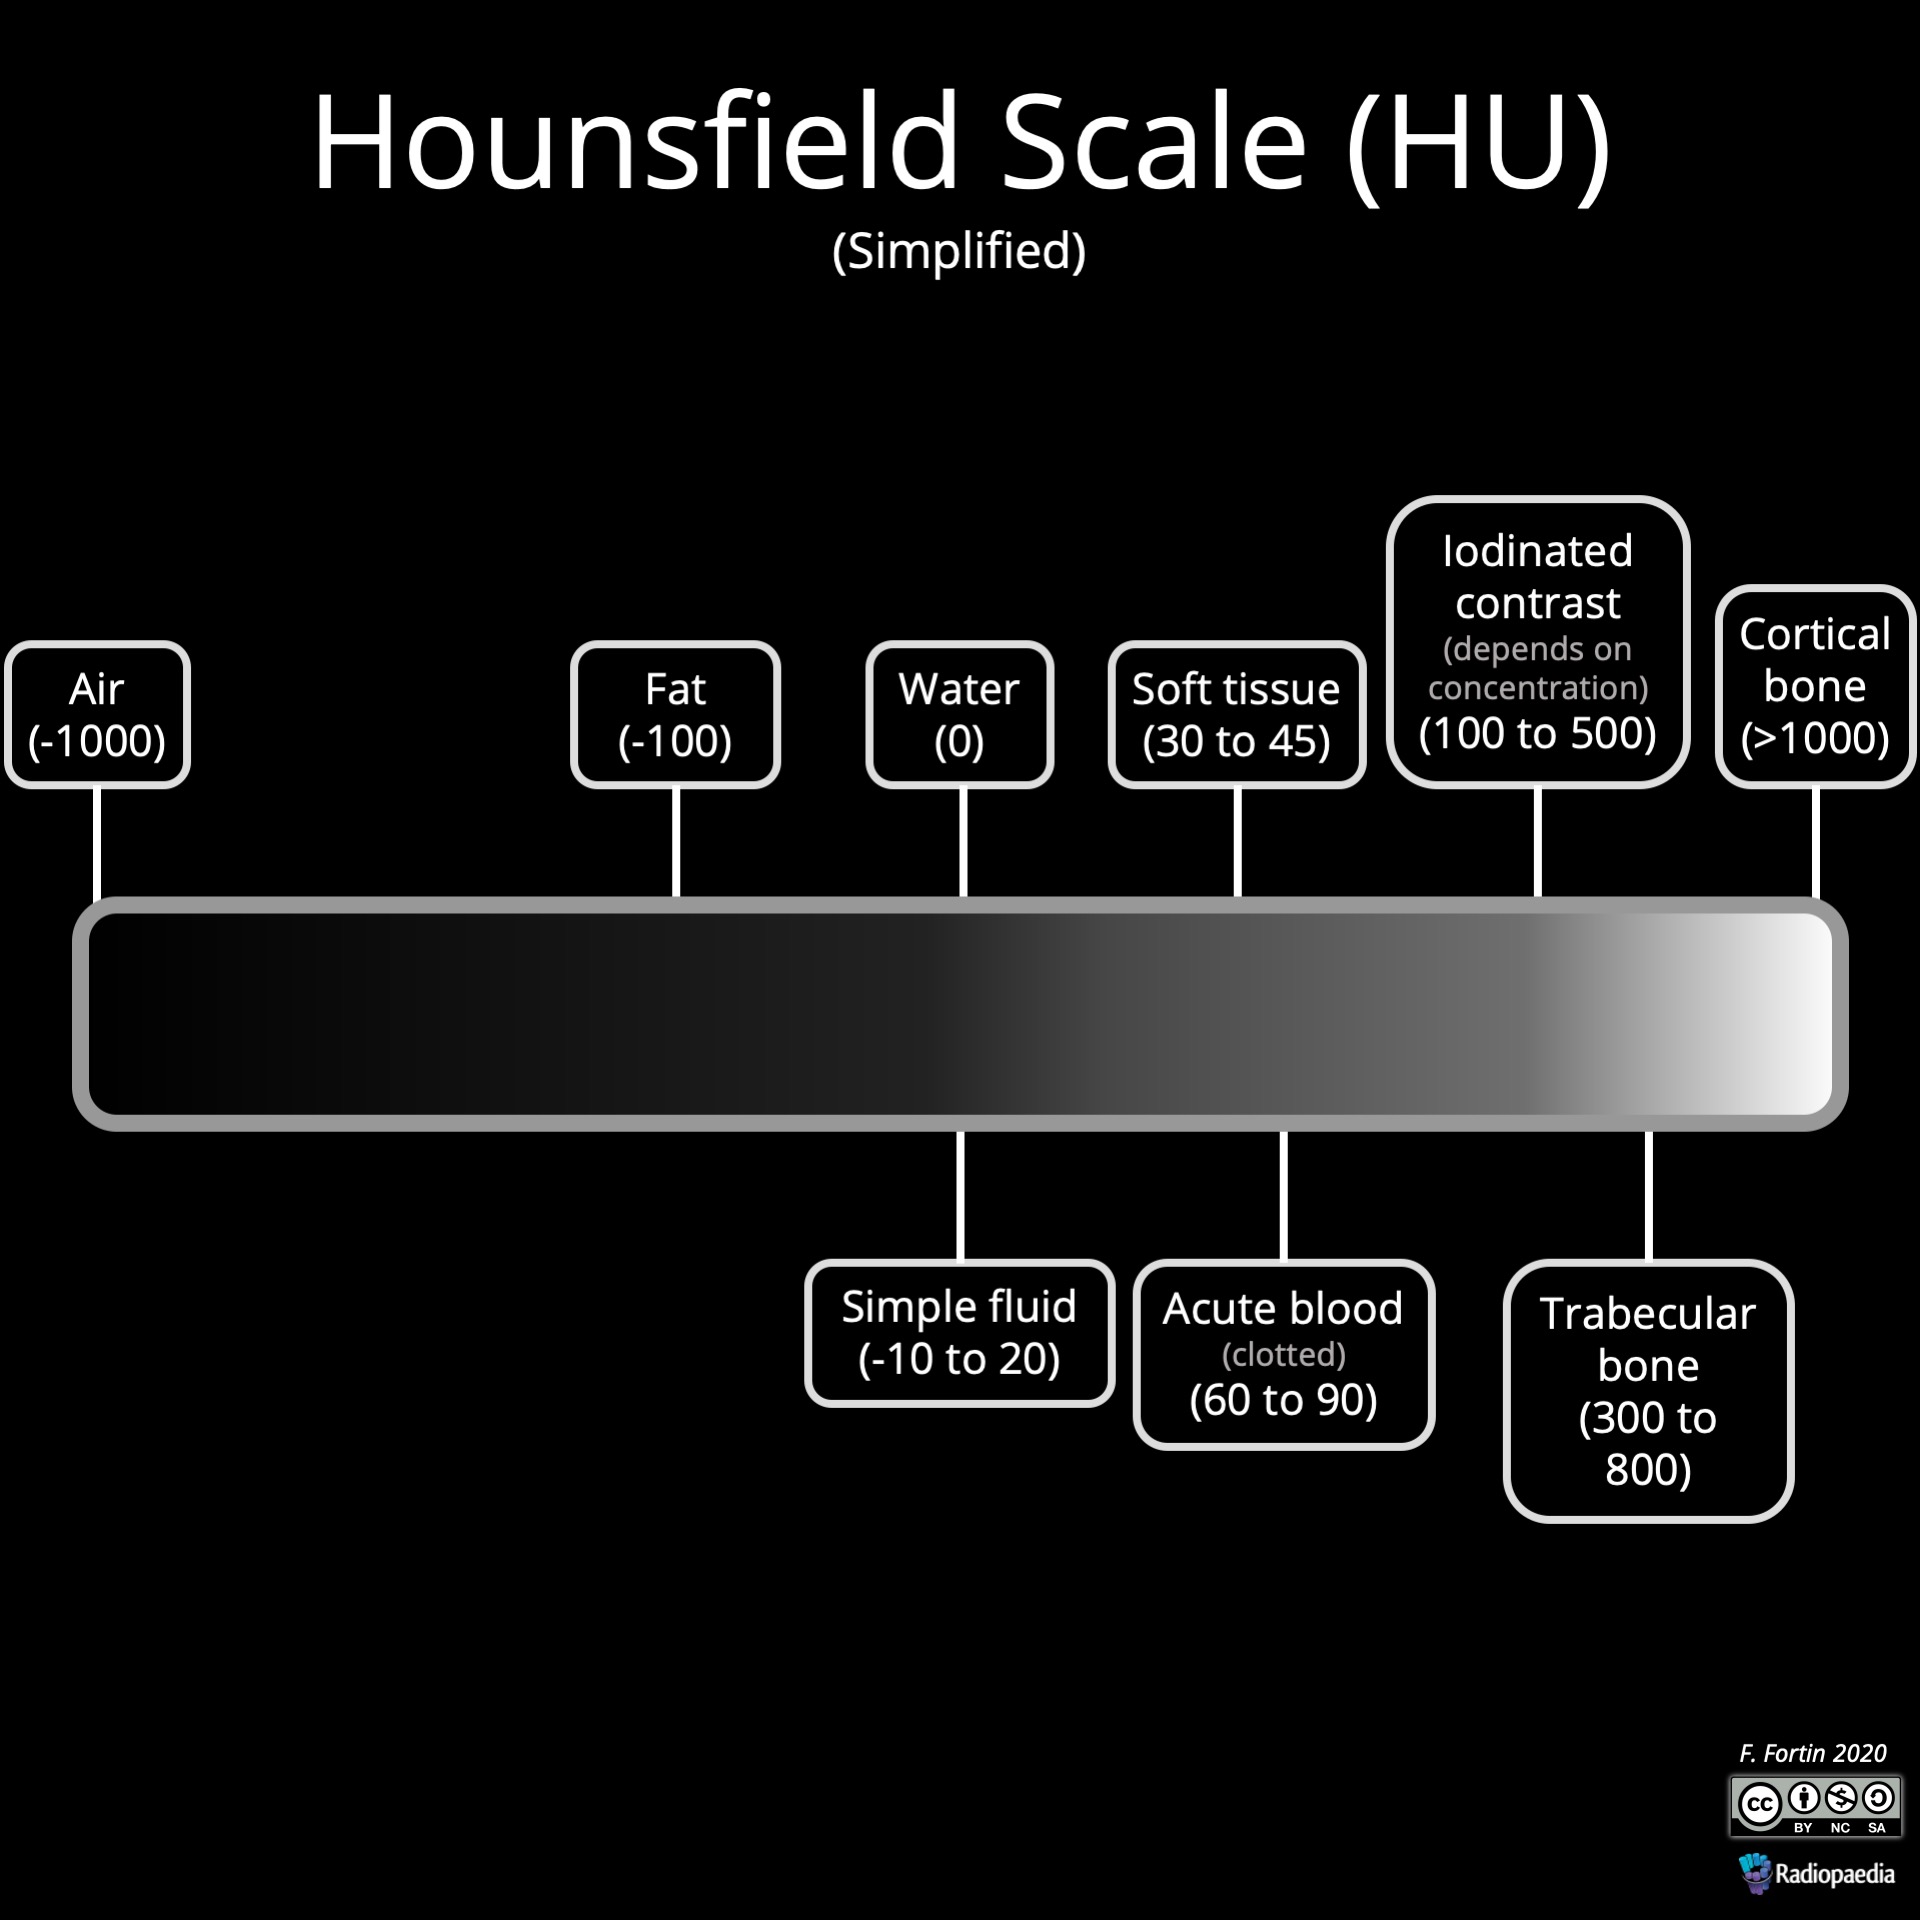 Hounsfield Scale (HU)
(Simplified)
Air
(-1000)
Fat
(-100)
Water
(0)
Soft tissue
(30 to 45)
Iodinated
contrast
(depends on
concentration)
(100 to 500)
Cortical
bone
(>1000)
Simple fluid
(-10 to 20)
Acute blood
(clotted)
(60 to 90)
Trabecular
bone
(300 to
800)
F. Fortin 2020
cc
BY NC SA
Radiopaedia